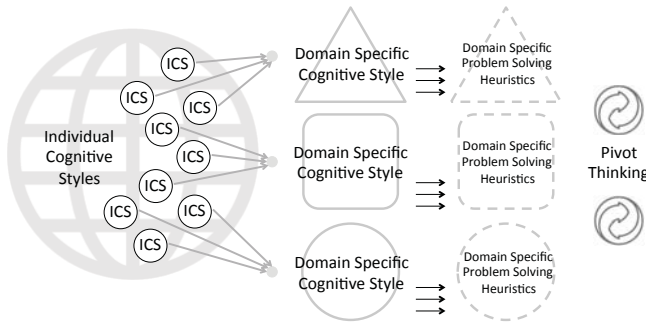 ICS
ICS
ICS
ICS
ICS
ICS
ICS
ICS
ICS
Individual
Cognitive
Styles
Domain Specific
Cognitive Style
Domain Specific
Problem Solving
Heuristics
Domain Specific
Cognitive Style
Domain Specific
Problem Solving
Heuristics
Domain Specific
Cognitive Style
Domain Specific
Problem Solving
Heuristics
Pivot
Thinking